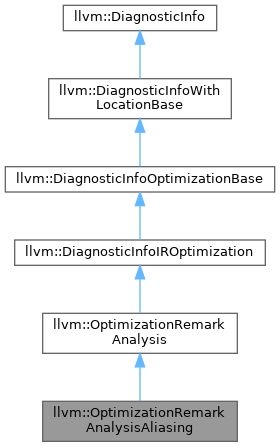 llvm::DiagnosticInfo
llvm::DiagnosticInfoWith
LocationBase
llvm::DiagnosticInfoOptimizationBase
llvm::DiagnosticInfoIROptimization
llvm::OptimizationRemark
Analysis
llvm::OptimizationRemark
AnalysisAliasing